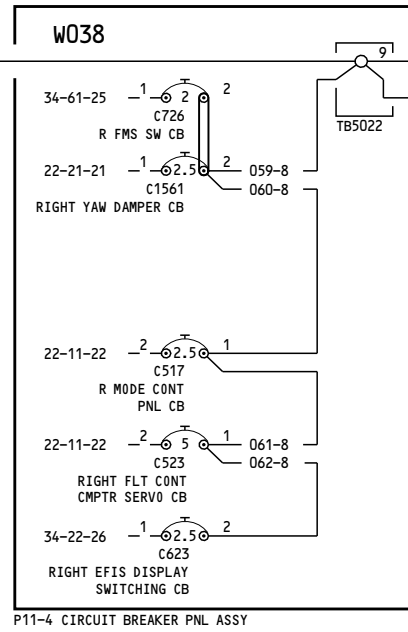 W038
9
TB5022
34-61-25 1 2 2
C726
R FMS SW CB
22-21-21 1 2.5 2 059-8
C1561 060-8
RIGHT YAW DAMPER CB
22-11-22 2 2.5 1
C517
R MODE CONT
PNL CB
22-11-22 2 5 1 061-8
C523 062-8
RIGHT FLT CONT
CMPTR SERVO CB
34-22-26 1 2.5 2
C623
RIGHT EFIS DISPLAY
SWITCHING CB
P11-4 CIRCUIT BREAKER PNL ASSY